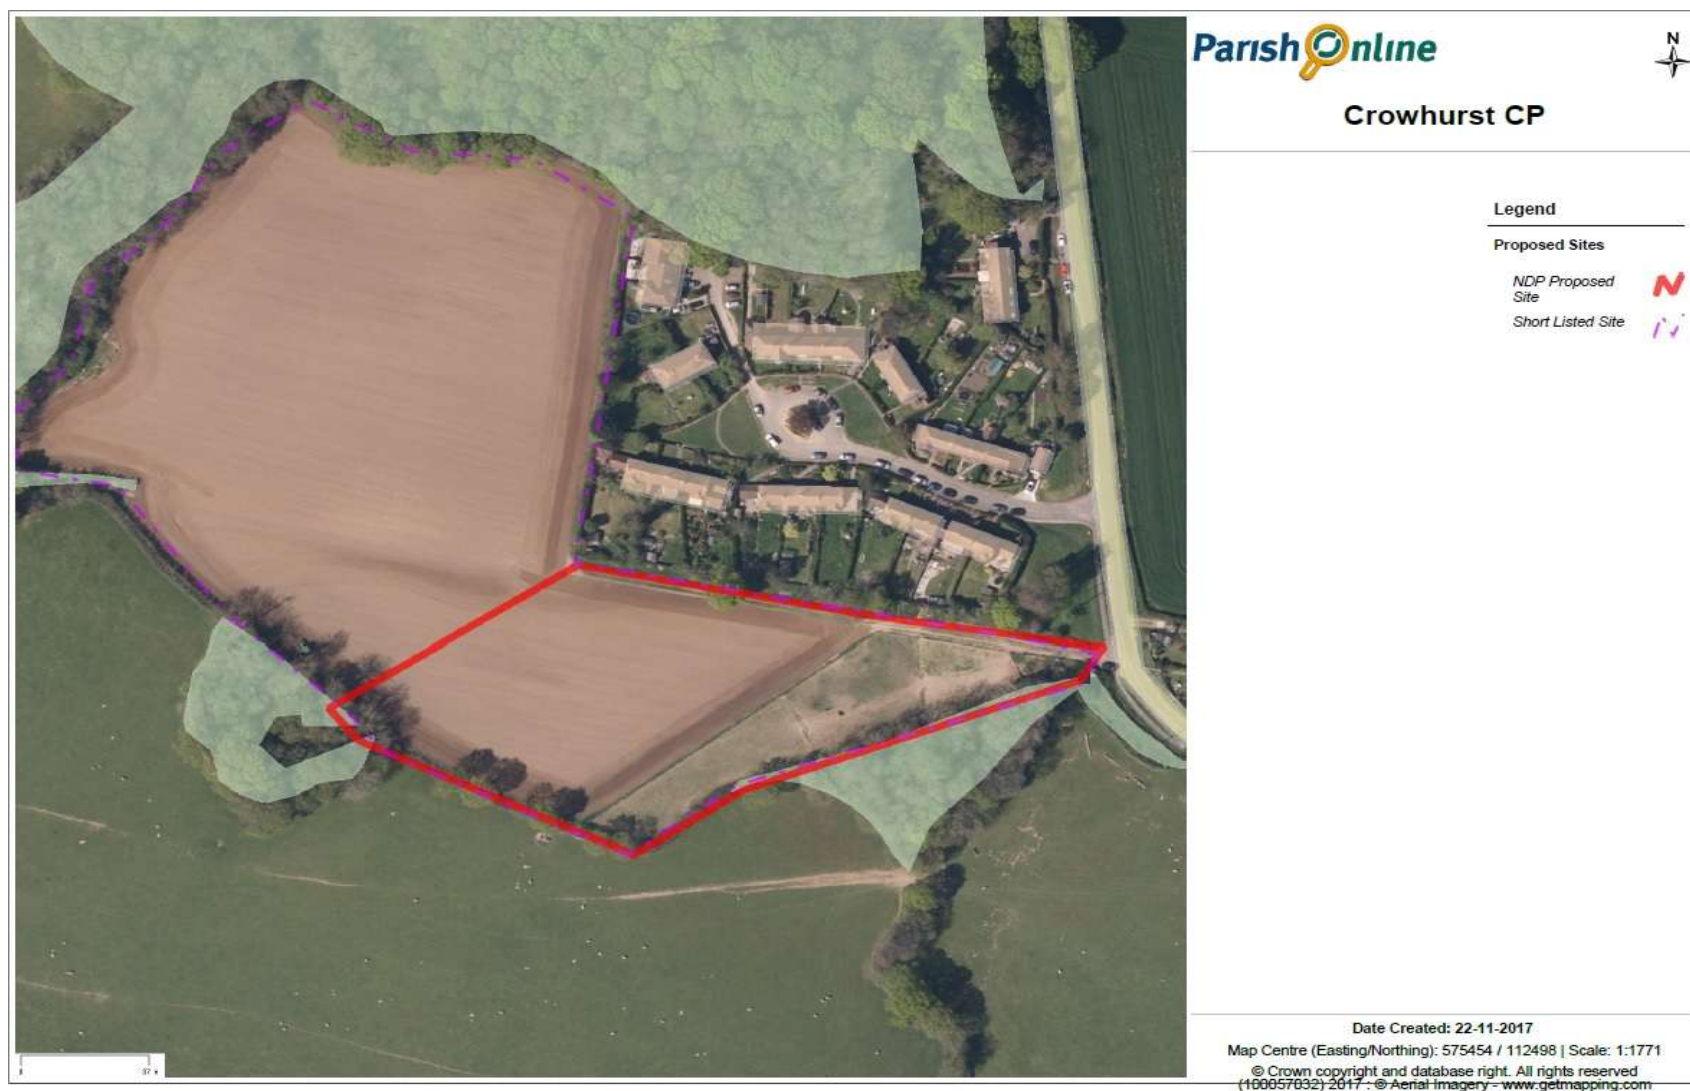 Parish Online
N
Crowhurst CP
Legend
Proposed Sites
NDP Proposed
Site
Short Listed Site
Date Created: 22-11-2017
Map Centre (Easting/Northing): 575454 / 112498 | Scale: 1:1771
© Crown copyright and database right. All rights reserved
(100057032) 2017 : © Aerial Imagery - www.getmapping.com